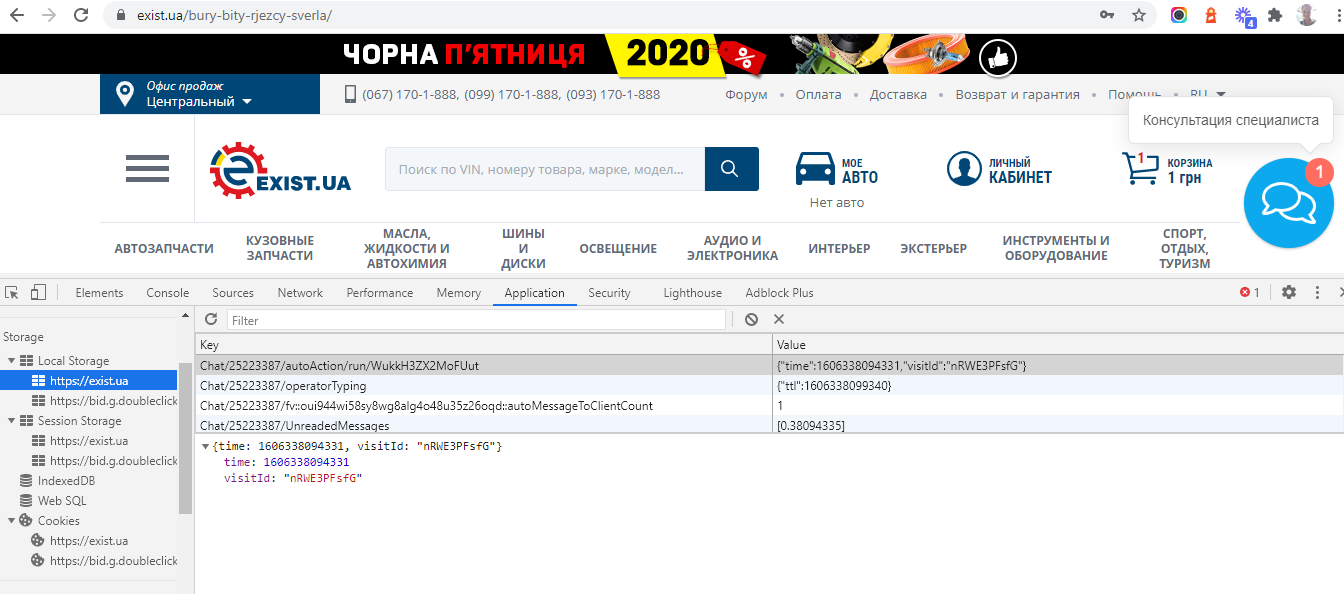 exist.ua/bury-bity-rjezcy-sverla/
4
ЧОРНА П'ЯТНИЦЯ 2020 %
Офис продаж
Центральный
(067) 170-1-888, (099) 170-1-888, (093) 170-1-888
Форум • Оплата • Доставка • Возврат и гарантия • Помощь • RU
Консультация специалиста
1
EXIST.UA
Поиск по VIN, номеру товара, марке, модел...
МОЕ
АВТО
Нет авто
ЛИЧНЫЙ
КАБИНЕТ
1
КОРЗИНА
1 грн
АВТОЗАПЧАСТИ
КУЗОВНЫЕ
ЗАПЧАСТИ
МАСЛА,
ЖИДКОСТИ И
АВТОХИМИЯ
ШИНЫ
И
ДИСКИ
ОСВЕЩЕНИЕ
АУДИО И
ЭЛЕКТРОНИКА
ИНТЕРЬЕР
ЭКСТЕРЬЕР
ИНСТРУМЕНТЫ И
ОБОРУДОВАНИЕ
СПОРТ,
ОТДЫХ,
ТУРИЗМ
Elements Console Sources Network Performance Memory Application Security Lighthouse Adblock Plus 1
Filter
Storage
Local Storage
https://exist.ua
https://bid.g.doubleclick
Session Storage
https://exist.ua
https://bid.g.doubleclick
IndexedDB
Web SQL
Cookies
https://exist.ua
https://bid.g.doubleclick
Key Value
Chat/25223387/autoAction/run/WukkH3ZX2MoFUut {"time":1606338094331,"visitId":"nRWE3PFsfG"}
Chat/25223387/operatorTyping {"ttl":1606338099340}
Chat/25223387/fv::oui944wi58sy8wg8alg4o48u35z26oqd::autoMessageToClientCount 1
Chat/25223387/UnreadedMessages [0.38094335]
{time: 1606338094331, visitId: "nRWE3PFsfG"}
time: 1606338094331
visitId: "nRWE3PFsfG"